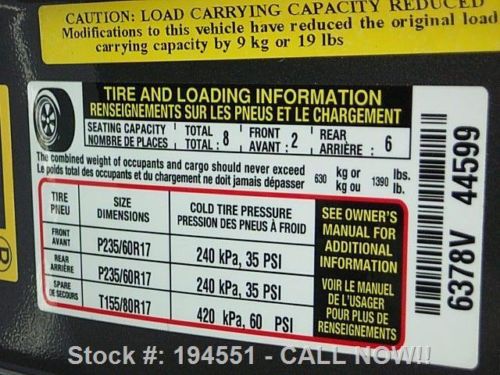 CAUTION: LOAD CARRYING CAPACITY REDUCED
Modifications to this vehicle have reduced the original load
carrying capacity by 9 kg or 19 lbs
TIRE AND LOADING INFORMATION
RENSEIGNEMENTS SUR LES PNEUS ET LE CHARGEMENT
SEATING CAPACITY TOTAL FRONT REAR
NOMBRE DE PLACES TOTAL : 8 AVANT : 2 ARRIÈRE : 6
The combined weight of occupants and cargo should never exceed 630 kg or 1390 lbs.
Le poids total des occupants et du chargement ne doit jamais dépasser kg ou lb.
TIRE SIZE COLD TIRE PRESSURE
PNEU DIMENSIONS PRESSION DES PNEUS À FROID
FRONT
AVANT P235/60R17 240 kPa, 35 PSI
REAR
ARRIÈRE P235/60R17 240 kPa, 35 PSI
SPARE
DE SECOURS T155/80R17 420 kPa, 60 PSI
SEE OWNER'S
MANUAL FOR
ADDITIONAL
INFORMATION
VOIR LE MANUEL
DE L'USAGER
POUR PLUS DE
RENSEIGNEMENTS
6378V 44599
Stock #: 194551 - CALL NOW!!